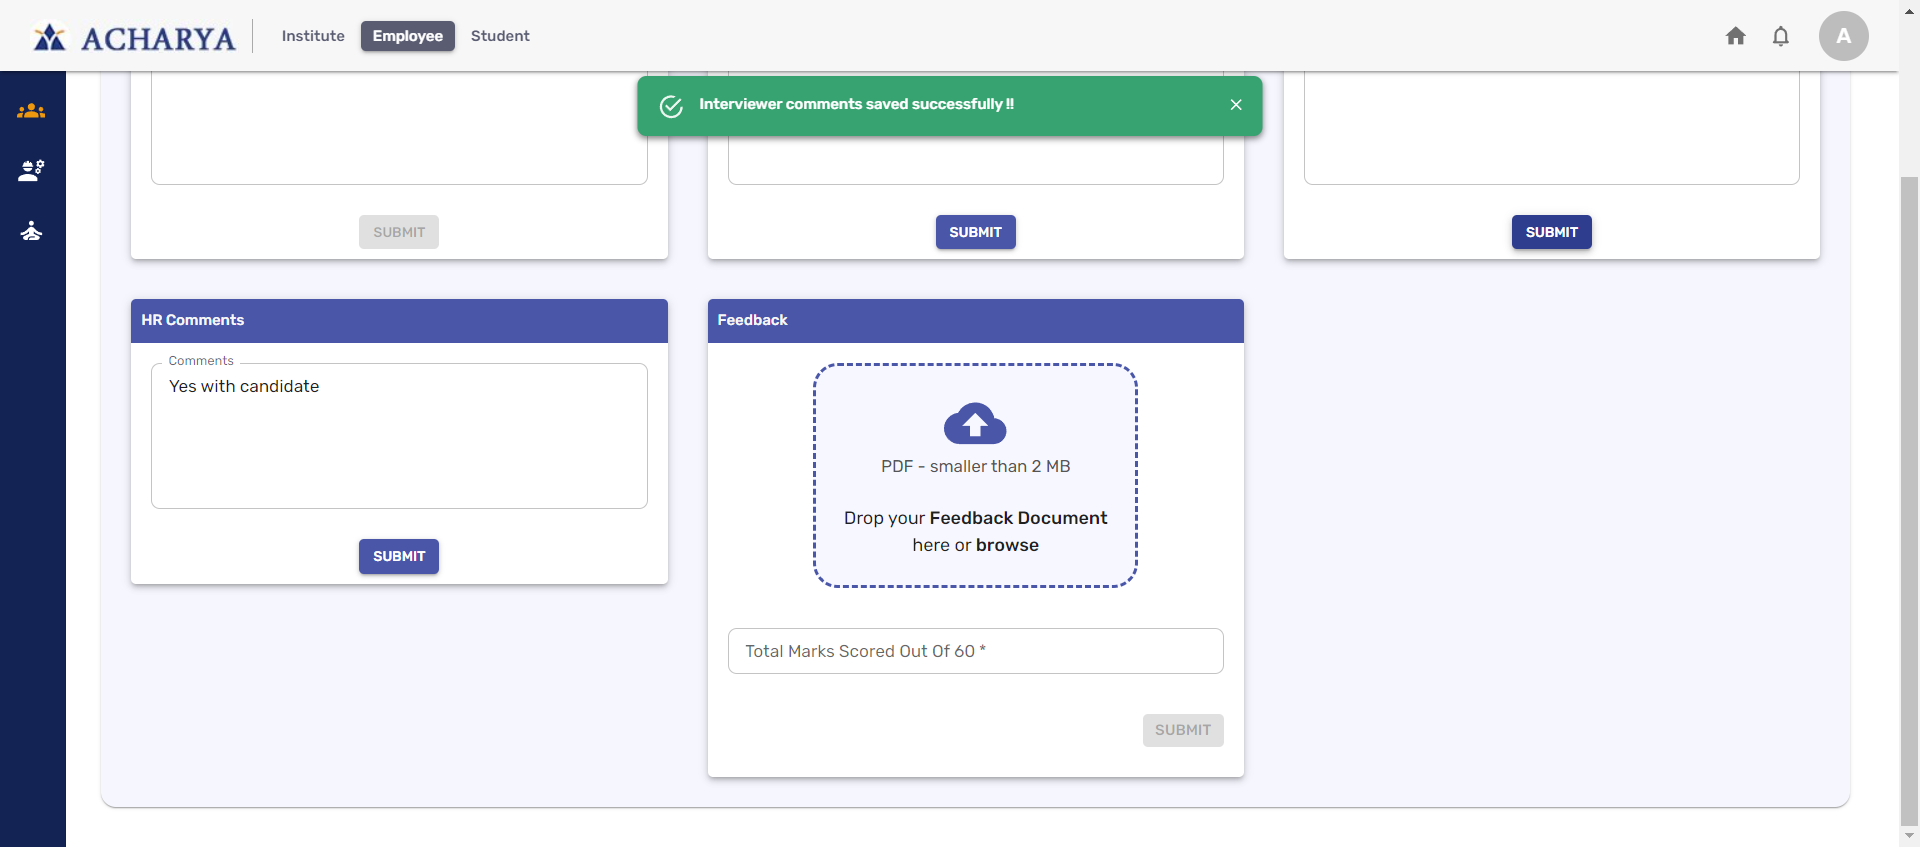 ACHARYA
Institute
Employee
Student
A
Interviewer comments saved successfully !!
SUBMIT
SUBMIT
SUBMIT
HR Comments
Comments
Yes with candidate
SUBMIT
Feedback
PDF - smaller than 2 MB
Drop your Feedback Document
here or browse
Total Marks Scored Out Of 60 *
SUBMIT